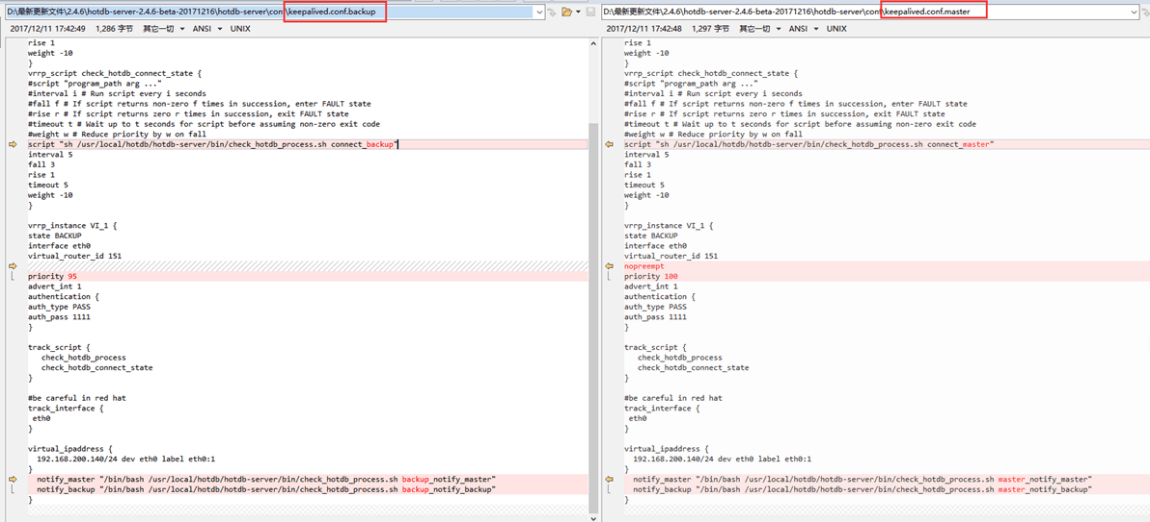 D:\最新更新文件\2.4.6\hotdb-server-2.4.6-beta-20171216\hotdb-server\conf\keepalived.conf.backup
2017/12/11 17:42:49 1,286 字节 其它一切 ANSI UNIX
rise 1
weight -10
}
vrrp_script check_hotdb_connect_state {
#script "program_path arg ..."
#interval i # Run script every i seconds
#fall f # If script returns non-zero f times in succession, enter FAULT state
#rise r # If script returns zero r times in succession, exit FAULT state
#timeout t # Wait up to t seconds for script before assuming non-zero exit code
#weight w # Reduce priority by w on fall
script "sh /usr/local/hotdb/hotdb-server/bin/check_hotdb_process.sh connect_backup"
interval 5
fall 3
rise 1
timeout 5
weight -10
}
vrrp_instance VI_1 {
state BACKUP
interface eth0
virtual_router_id 151
priority 95
advert_int 1
authentication {
auth_type PASS
auth_pass 1111
}
track_script {
check_hotdb_process
check_hotdb_connect_state
}
#be careful in red hat
track_interface {
eth0
}
virtual_ipaddress {
192.168.200.140/24 dev eth0 label eth0:1
}
notify_master "/bin/bash /usr/local/hotdb/hotdb-server/bin/check_hotdb_process.sh backup_notify_master"
notify_backup "/bin/bash /usr/local/hotdb/hotdb-server/bin/check_hotdb_process.sh backup_notify_backup"
}
D:\最新更新文件\2.4.6\hotdb-server-2.4.6-beta-20171216\hotdb-server\conf\keepalived.conf.master
2017/12/11 17:42:48 1,297 字节 其它一切 ANSI UNIX
rise 1
weight -10
}
vrrp_script check_hotdb_connect_state {
#script "program_path arg ..."
#interval i # Run script every i seconds
#fall f # If script returns non-zero f times in succession, enter FAULT state
#rise r # If script returns zero r times in succession, exit FAULT state
#timeout t # Wait up to t seconds for script before assuming non-zero exit code
#weight w # Reduce priority by w on fall
script "sh /usr/local/hotdb/hotdb-server/bin/check_hotdb_process.sh connect_master"
interval 5
fall 3
rise 1
timeout 5
weight -10
}
vrrp_instance VI_1 {
state BACKUP
interface eth0
virtual_router_id 151
nopreempt
priority 100
advert_int 1
authentication {
auth_type PASS
auth_pass 1111
}
track_script {
check_hotdb_process
check_hotdb_connect_state
}
#be careful in red hat
track_interface {
eth0
}
virtual_ipaddress {
192.168.200.140/24 dev eth0 label eth0:1
}
notify_master "/bin/bash /usr/local/hotdb/hotdb-server/bin/check_hotdb_process.sh master_notify_master"
notify_backup "/bin/bash /usr/local/hotdb/hotdb-server/bin/check_hotdb_process.sh master_notify_backup"
}